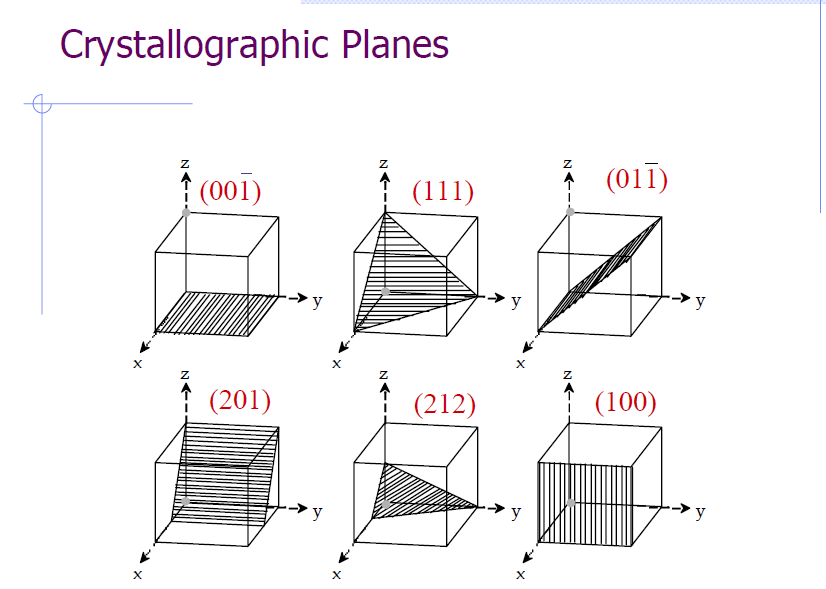 Crystallographic Planes
z z z
(001̅) (111) (011̅)
y y y
x x x
z z z
(201) (212) (100)
y y y
x x x